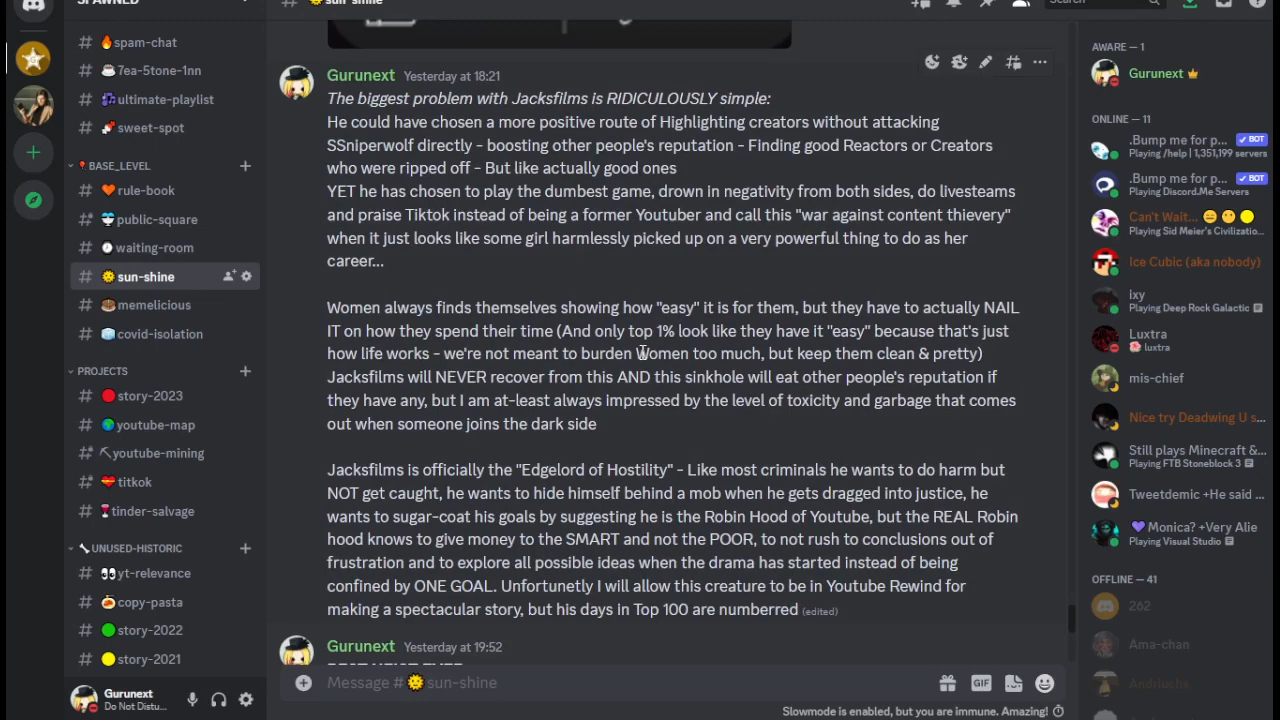 SPAWNED
🔥spam-chat
☕7ea-5tone-1nn
🎶ultimate-playlist
sweet-spot
BASE_LEVEL
rule-book
public-square
waiting-room
sun-shine
memelicious
covid-isolation
PROJECTS
story-2023
youtube-map
youtube-mining
titkok
tinder-salvage
UNUSED-HISTORIC
yt-relevance
copy-pasta
story-2022
story-2021
Gurunext
Do Not Distu...
sun-shine
Gurunext Yesterday at 18:21
The biggest problem with Jacksfilms is RIDICULOUSLY simple:
He could have chosen a more positive route of Highlighting creators without attacking
SSniperwolf directly - boosting other people's reputation - Finding good Reactors or Creators
who were ripped off - But like actually good ones
YET he has chosen to play the dumbest game, drown in negativity from both sides, do livesteams
and praise Tiktok instead of being a former Youtuber and call this "war against content thievery"
when it just looks like some girl harmlessly picked up on a very powerful thing to do as her
career...
Women always finds themselves showing how "easy" it is for them, but they have to actually NAIL
IT on how they spend their time (And only top 1% look like they have it "easy" because that's just
how life works - we're not meant to burden Women too much, but keep them clean & pretty)
Jacksfilms will NEVER recover from this AND this sinkhole will eat other people's reputation if
they have any, but I am at-least always impressed by the level of toxicity and garbage that comes
out when someone joins the dark side
Jacksfilms is officially the "Edgelord of Hostility" - Like most criminals he wants to do harm but
NOT get caught, he wants to hide himself behind a mob when he gets dragged into justice, he
wants to sugar-coat his goals by suggesting he is the Robin Hood of Youtube, but the REAL Robin
hood knows to give money to the SMART and not the POOR, to not rush to conclusions out of
frustration and to explore all possible ideas when the drama has started instead of being
confined by ONE GOAL. Unfortunetly I will allow this creature to be in Youtube Rewind for
making a spectacular story, but his days in Top 100 are numberred (edited)
Gurunext Yesterday at 19:52
Message # sun-shine
GIF
Slowmode is enabled, but you are immune. Amazing!
Search
AWARE — 1
Gurunext
ONLINE — 11
.Bump me for p... ✓ BOT
Playing /help | 1,351,199 servers
.Bump me for p... ✓ BOT
Playing Discord.Me Servers
Can't Wait...
Playing Sid Meier's Civilizatio...
Ice Cubic (aka nobody)
Ixy
Playing Deep Rock Galactic
Luxtra
luxtra
mis-chief
Nice try Deadwing U s...
Still plays Minecraft &...
Playing FTB Stoneblock 3
Tweetdemic +He said ...
Monica? +Very Alie
Playing Visual Studio
OFFLINE — 41
262
Ama-chan
Andriucha